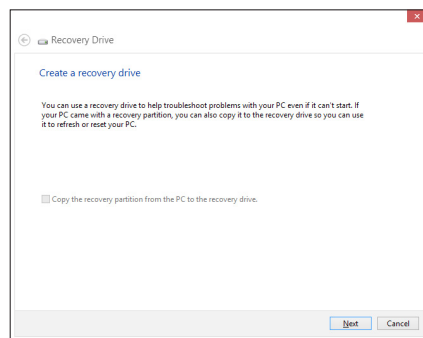 Recovery Drive
Create a recovery drive
You can use a recovery drive to help troubleshoot problems with your PC even if it can't start. If
your PC came with a recovery partition, you can also copy it to the recovery drive so you can use
it to refresh or reset your PC.
Copy the recovery partition from the PC to the recovery drive.
Next Cancel